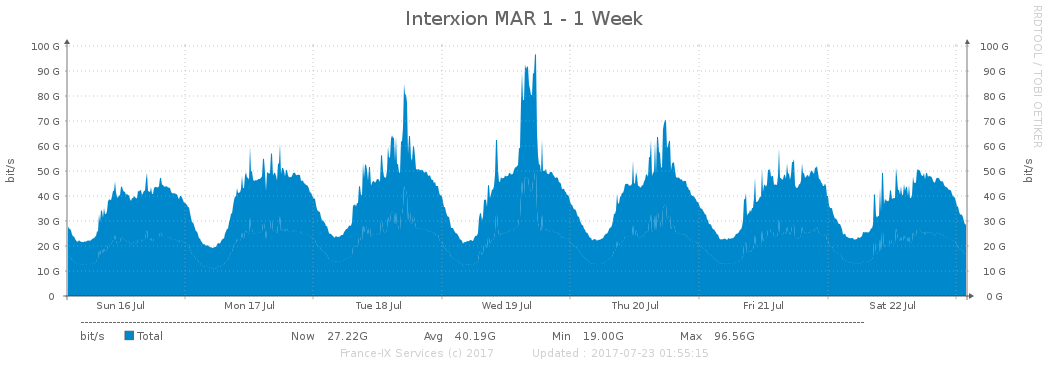 Interxion MAR 1 - 1 Week
RRDTOOL / TOBI OETIKER
100 G 100 G
90 G 90 G
80 G 80 G
70 G 70 G
60 G 60 G
50 G 50 G
40 G 40 G
30 G 30 G
20 G 20 G
10 G 10 G
0 0 G
bit/s bit/s
Sun 16 Jul Mon 17 Jul Tue 18 Jul Wed 19 Jul Thu 20 Jul Fri 21 Jul Sat 22 Jul
bit/s Total Now 27.22G Avg 40.19G Min 19.00G Max 96.56G
France-IX Services (c) 2017 Updated : 2017-07-23 01:55:15